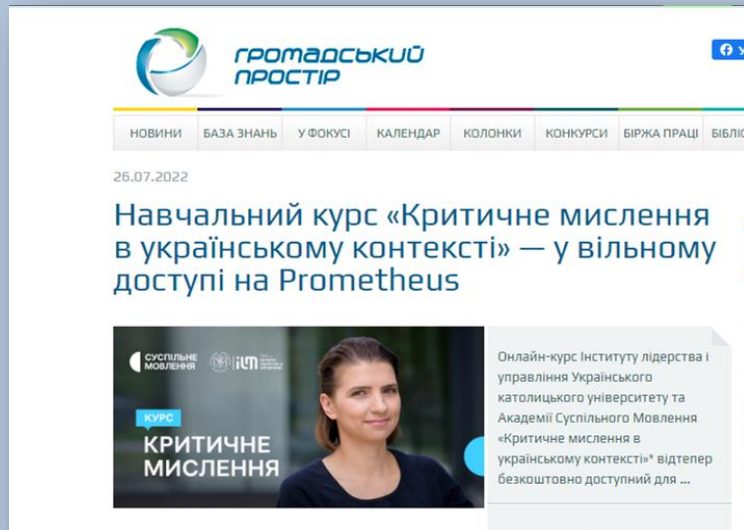 ГРОМАДСЬКИЙ
ПРОСТІР
НОВИНИ БАЗА ЗНАНЬ У ФОКУСІ КАЛЕНДАР КОЛОНКИ КОНКУРСИ БІРЖА ПРАЦІ
26.07.2022
Навчальний курс «Критичне мислення
в українському контексті» — у вільному
доступі на Prometheus
СУСПІЛЬНЕ
МОВЛЕННЯ
КУРС
КРИТИЧНЕ
МИСЛЕННЯ
Онлайн-курс Інституту лідерства і
управління Українського
католицького університету та
Академії Суспільного Мовлення
«Критичне мислення в
українському контексті»* відтепер
безкоштовно доступний для ...